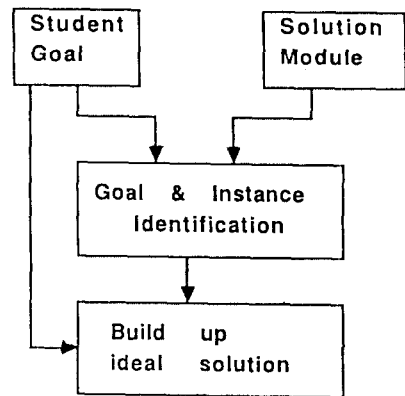 Student
Goal
Solution
Module
Goal & Instance
Identification
Build up
ideal solution